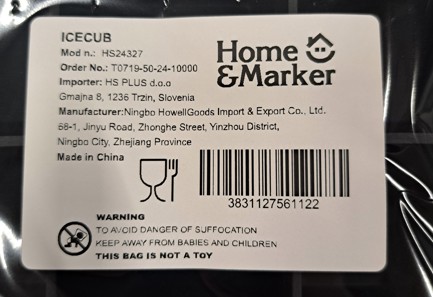 ICECUB
Mod n.: HS24327
Order No.: T0719-50-24-10000
Importer: HS PLUS d.o.o
Gmajna 8, 1236 Trzin, Slovenia
Manufacturer:Ningbo HowellGoods Import & Export Co., Ltd.
68-1, Jinyu Road, Zhonghe Street, Yinzhou District,
Ningbo City, Zhejiang Province
Made in China
Home
&Marker
3831127561122
WARNING
TO AVOID DANGER OF SUFFOCATION
KEEP AWAY FROM BABIES AND CHILDREN
THIS BAG IS NOT A TOY